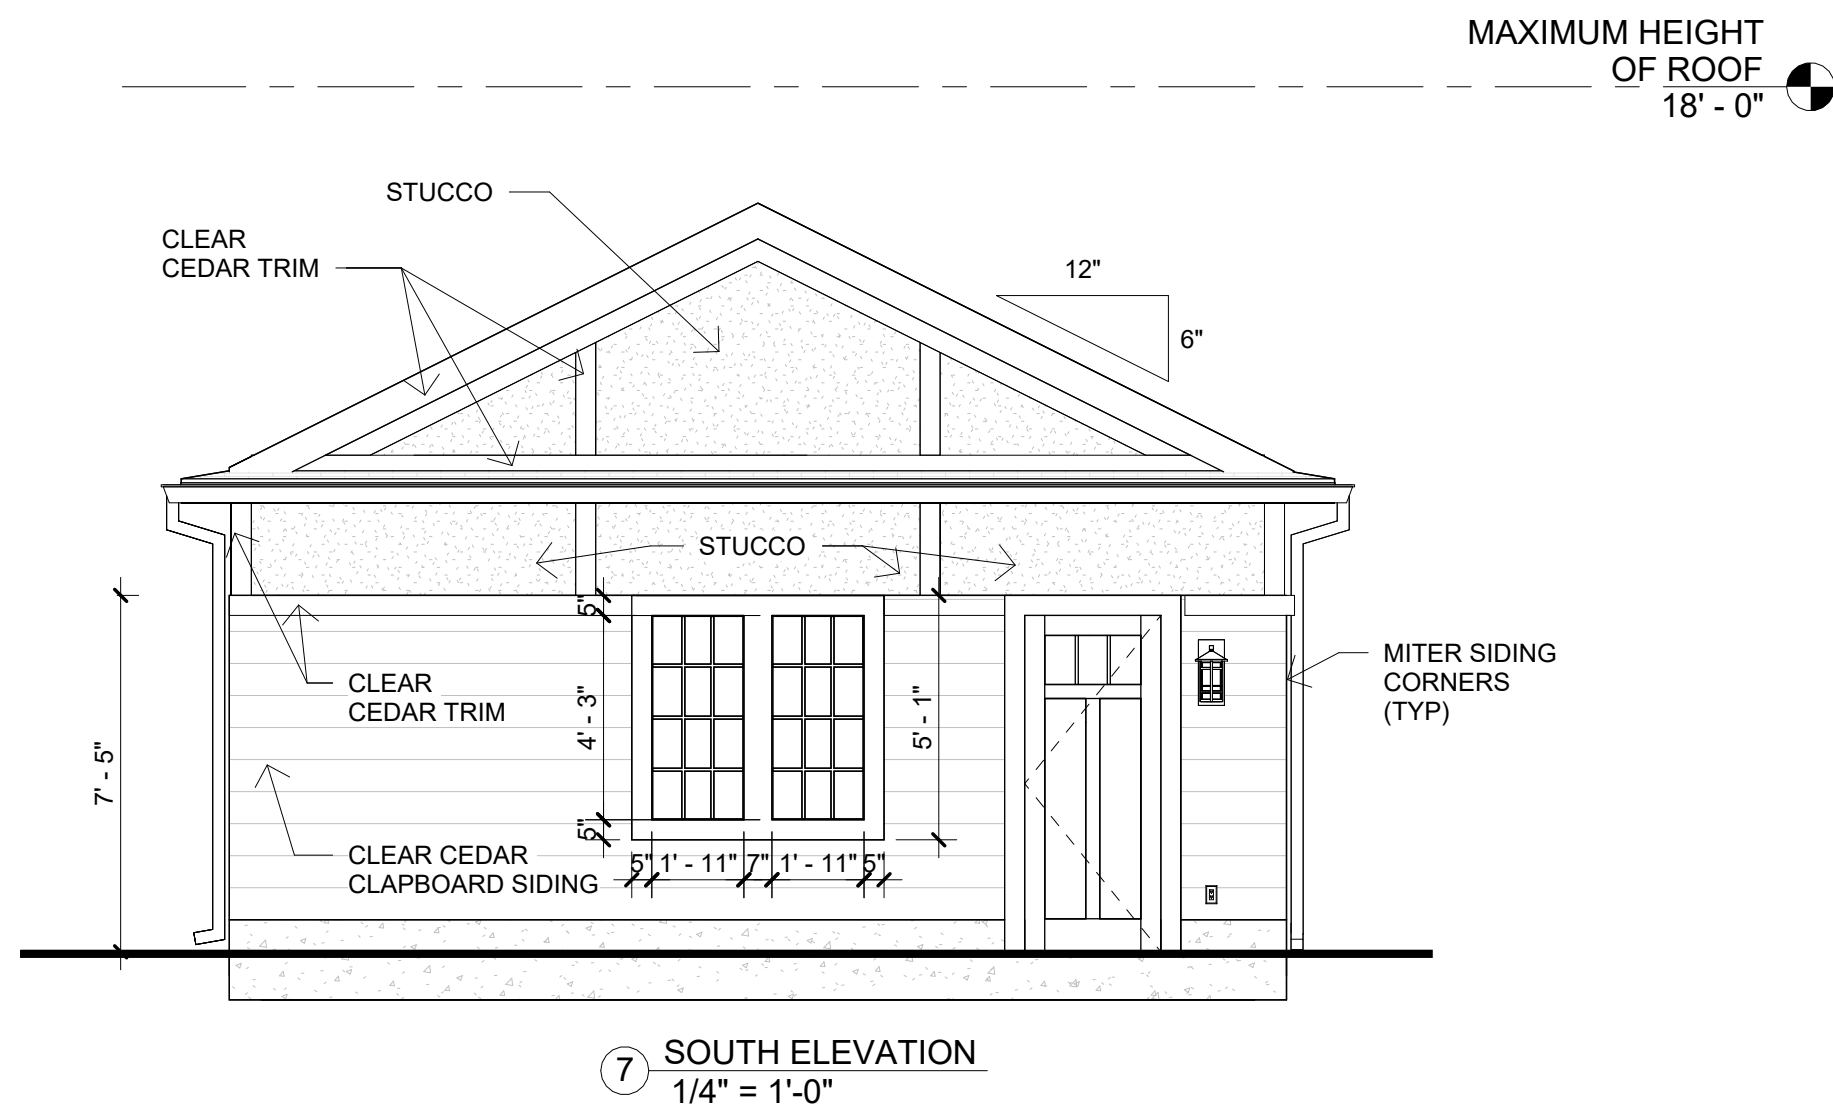 MAXIMUM HEIGHT
OF ROOF
18' - 0"
STUCCO
CLEAR
CEDAR TRIM
12"
6"
STUCCO
5"
MITER SIDING
CORNERS
(TYP)
CLEAR
CEDAR TRIM
4' - 3"
5' - 1"
7' - 5"
5"
CLEAR CEDAR
CLAPBOARD SIDING
5" 1' - 11" 7" 1' - 11" 5"
7 SOUTH ELEVATION
1/4" = 1'-0"